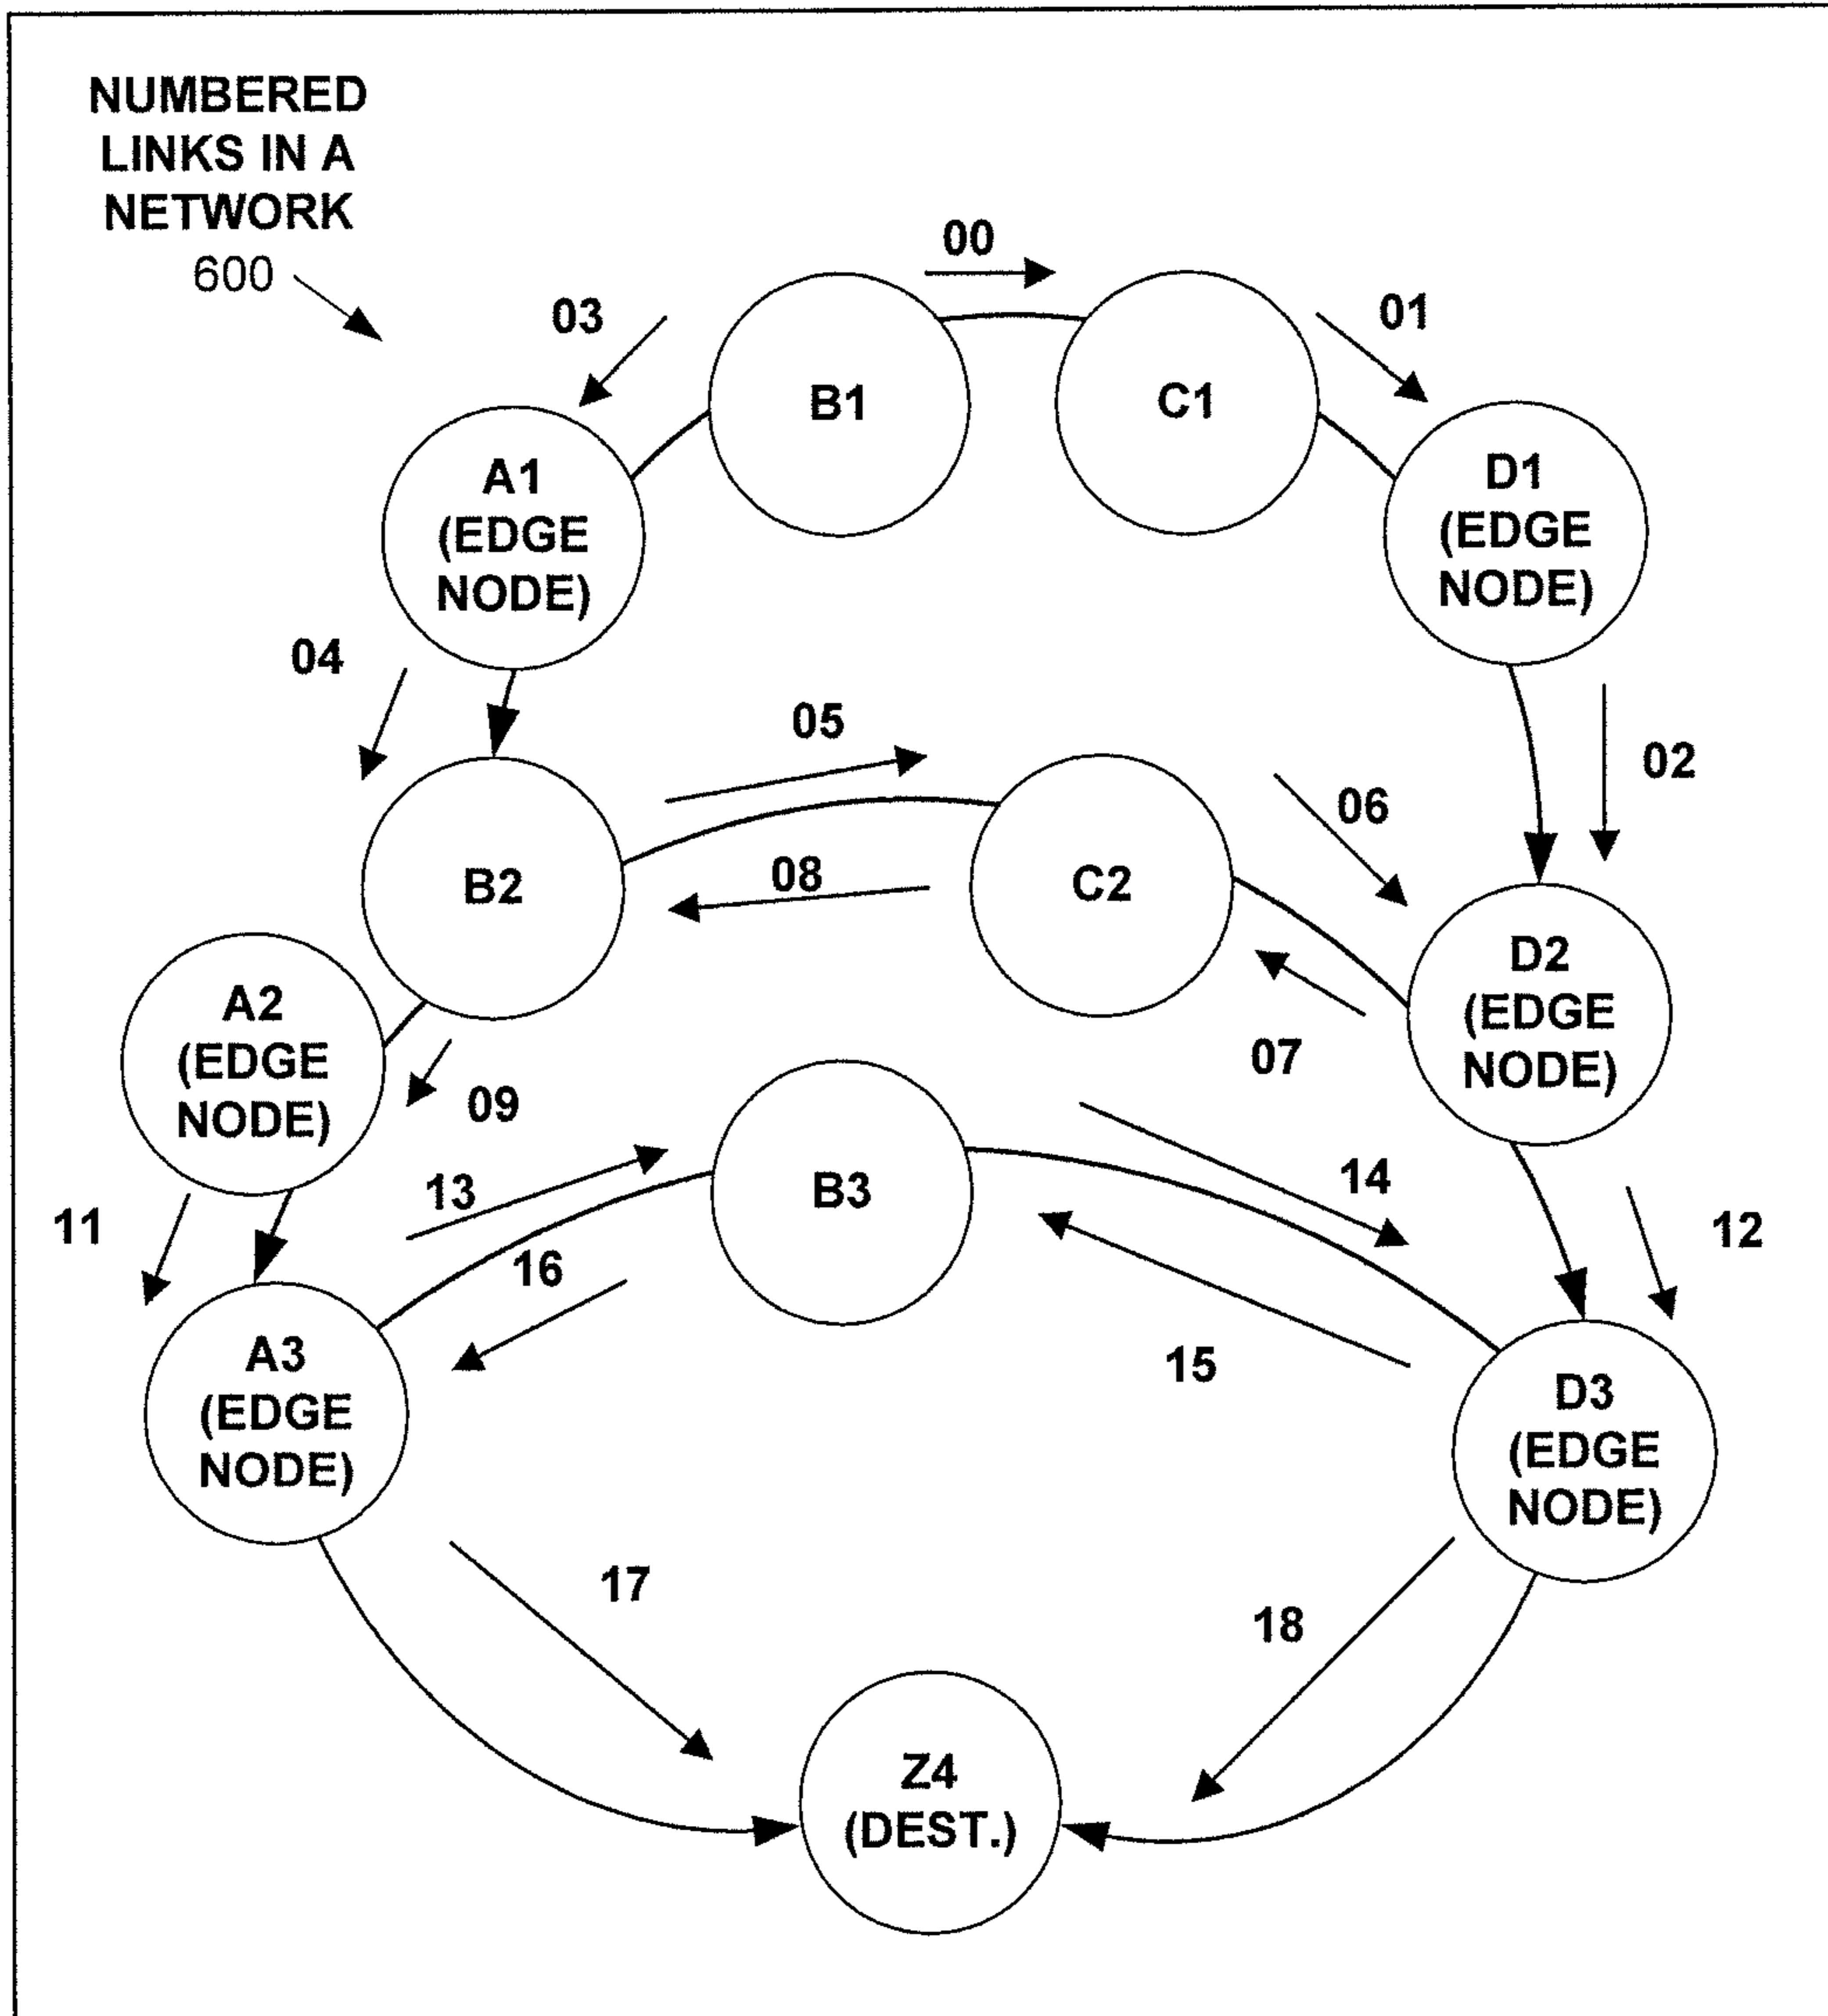 NUMBERED
LINKS IN A
NETWORK
600
00
03
01
B1
C1
A1
(EDGE
NODE)
D1
(EDGE
NODE)
04
05
02
06
B2
08
C2
D2
(EDGE
NODE)
A2
(EDGE
NODE)
07
09
13
B3
14
11
12
16
15
A3
(EDGE
NODE)
D3
(EDGE
NODE)
17
18
Z4
(DEST.)